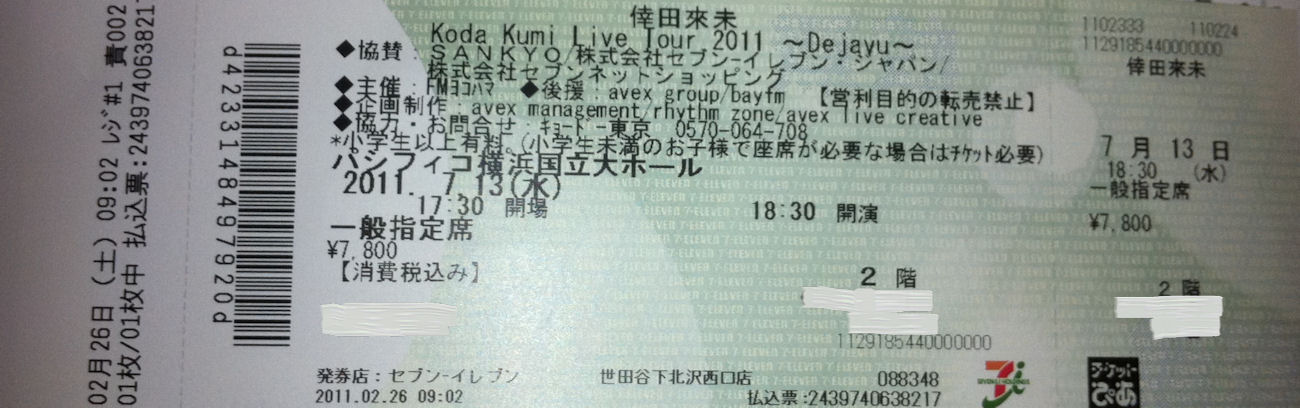 02月26日(土) 09:02 レジ#1 責002
01枚/01枚中 払込票:2439740638217
d4233148497920d
倖田來未
Koda Kumi Live Tour 2011 ～Dejavu～
◆協賛:SANKYO/株式会社セブン-イレブン・ジャパン/
株式会社セブンネットショッピング
◆主催:FMヨコハマ ◆後援:avex group/bayfm 【営利目的の転売禁止】
◆企画制作:avex management/rhythm zone/avex live creative
◆協力・お問合せ:キョードー東京 0570-064-708
*小学生以上有料。(小学生未満のお子様で座席が必要な場合はチケット必要)
パシフィコ横浜国立大ホール
2011. 7.13(水)
17:30 開場 18:30 開演
一般指定席
¥7,800
【消費税込み】
2 階
1129185440000000
発券店:セブン-イレブン 世田谷下北沢西口店 088348
2011.02.26 09:02 払込票:2439740638217
1102333 110224
1129185440000000
倖田來未
7 月 13 日
18:30 (水)
一般指定席
¥7,800
2 階
7i
SEVEN&I HOLDINGS
チケットぴあ